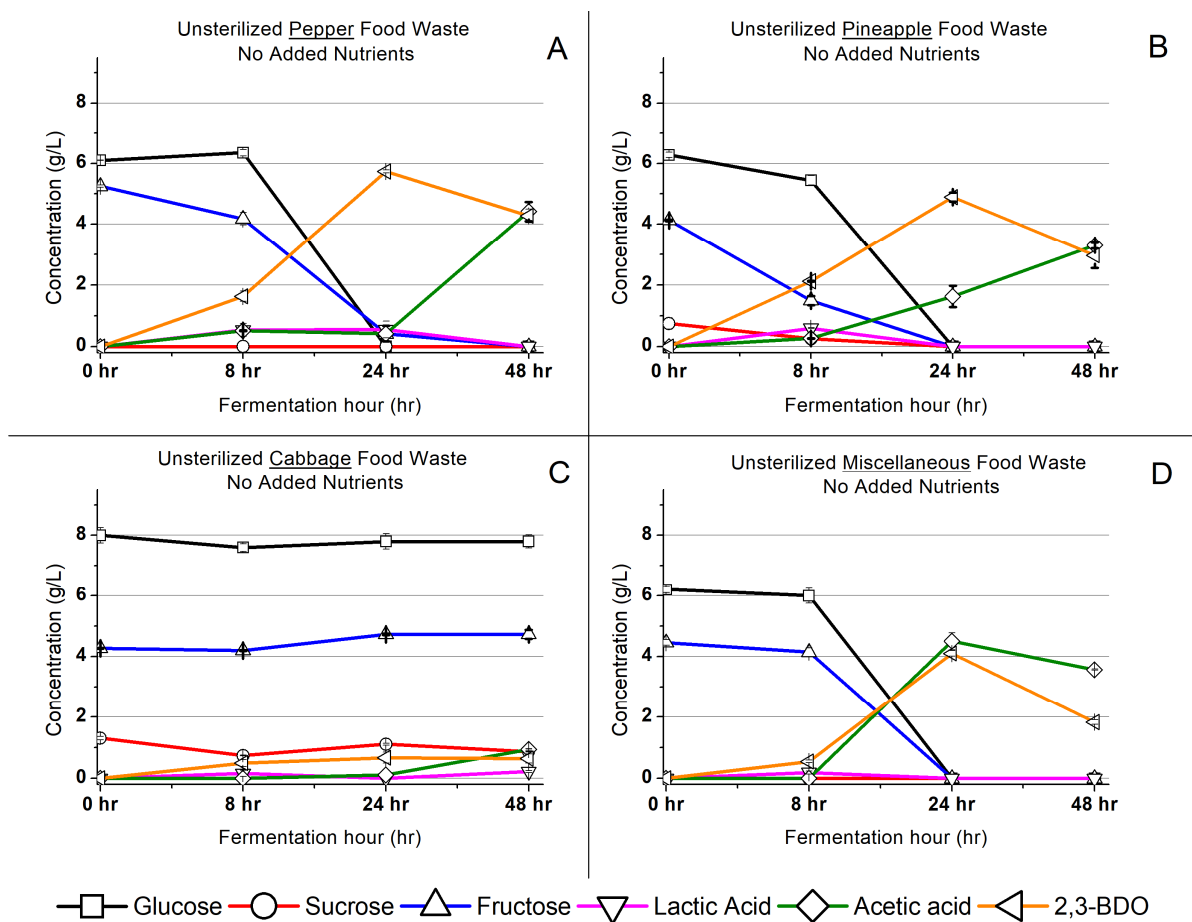 Unsterilized Pepper Food Waste
No Added Nutrients
A
Concentration (g/L)
8
6
4
2
0
0 hr 8 hr 24 hr 48 hr
Fermentation hour (hr)
Unsterilized Pineapple Food Waste
No Added Nutrients
B
Concentration (g/L)
8
6
4
2
0
0 hr 8 hr 24 hr 48 hr
Fermentation hour (hr)
Unsterilized Cabbage Food Waste
No Added Nutrients
C
Concentration (g/L)
8
6
4
2
0
0 hr 8 hr 24 hr 48 hr
Fermentation hour (hr)
Unsterilized Miscellaneous Food Waste
No Added Nutrients
D
Concentration (g/L)
8
6
4
2
0
0 hr 8 hr 24 hr 48 hr
Fermentation hour (hr)
Glucose Sucrose Fructose Lactic Acid Acetic acid 2,3-BDO